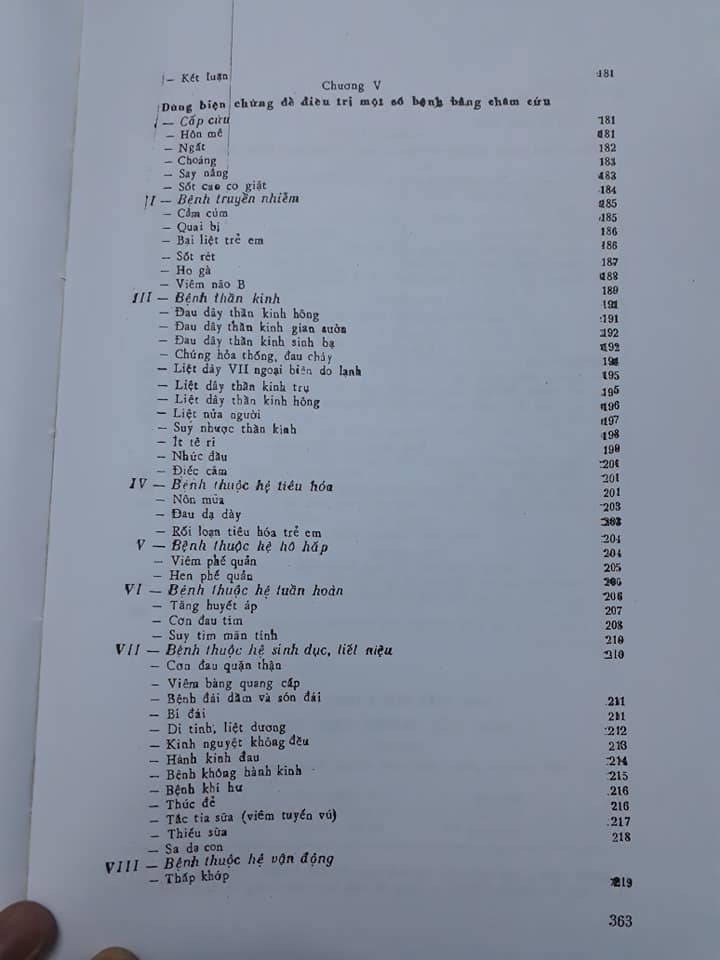 — Kết luận 181
Chương V
Dùng biện chứng để điều trị một số bệnh bằng châm cứu
I — Cấp cứu 181
— Hôn mê 181
— Ngất 182
— Choáng 183
— Say nắng 183
— Sốt cao co giật 184
II — Bệnh truyền nhiễm 185
— Cảm cúm 185
— Quai bị 186
— Bại liệt trẻ em 186
— Sốt rét 187
— Ho gà 188
— Viêm não B 189
III — Bệnh thần kinh 191
— Đau dây thần kinh hông 191
— Đau dây thần kinh gian sườn 192
— Đau dây thần kinh sinh ba 192
— Chứng hỏa thống, đau cháy 194
— Liệt dây VII ngoại biên do lạnh 195
— Liệt dây thần kinh trụ 195
— Liệt dây thần kinh hông 196
— Liệt nửa người 197
— Suy nhược thần kinh 198
— Ít tê ri 199
— Nhức đầu 201
— Điếc câm 201
IV — Bệnh thuộc hệ tiêu hóa 201
— Nôn mửa 203
— Đau dạ dày
— Rối loạn tiêu hóa trẻ em 204
V — Bệnh thuộc hệ hô hấp 204
— Viêm phế quản 205
— Hen phế quản
VI — Bệnh thuộc hệ tuần hoàn 206
— Tăng huyết áp 207
— Cơn đau tim 208
— Suy tim mãn tính 210
VII — Bệnh thuộc hệ sinh dục, tiết niệu 210
— Cơn đau quặn thận
— Viêm bàng quang cấp
— Bệnh đái dầm và són đái 211
— Bí đái 211
— Di tinh, liệt dương 212
— Kinh nguyệt không đều 213
— Hành kinh đau 214
— Bệnh không hành kinh 215
— Bệnh khí hư 216
— Thúc đẻ 216
— Tắc tia sữa (viêm tuyến vú) 217
— Thiếu sữa 218
— Sa dạ con
VIII — Bệnh thuộc hệ vận động
— Thấp khớp 219
363